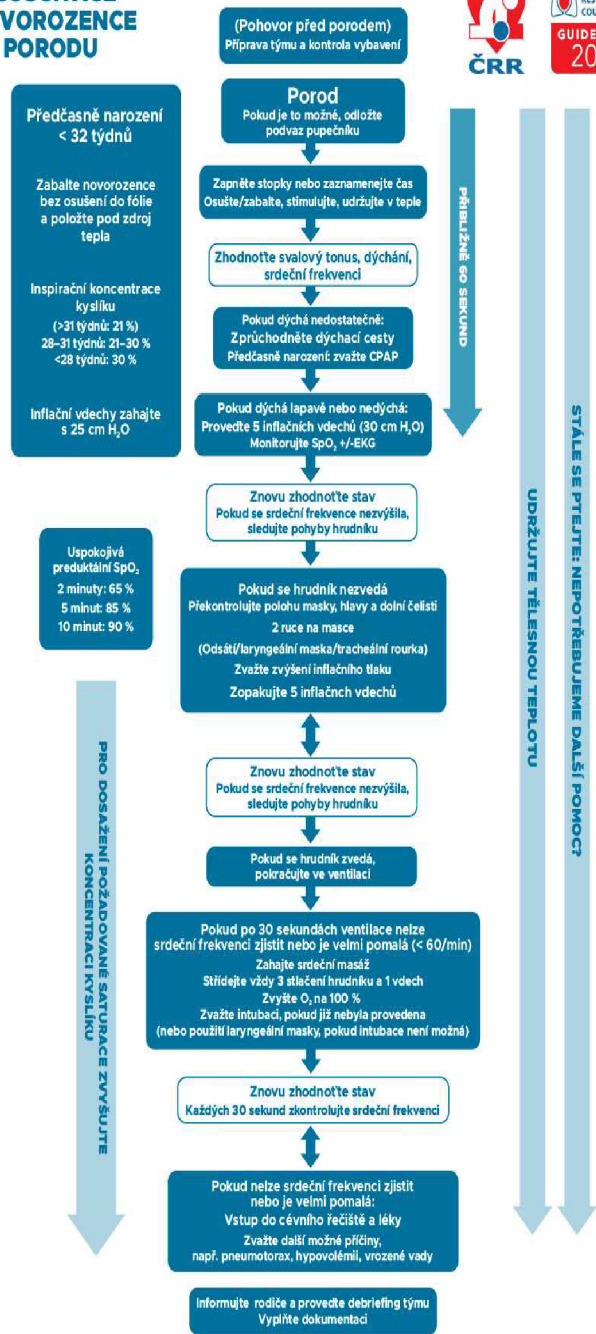 VOROZENCE
PORODU
ČRR
GUIDE
20
(Pohovor před porodem)
Příprava týmu a kontrola vybavení
Porod
Pokud je to možné, odložte
podvaz pupečníku
Zapněte stopky nebo zaznamenejte čas
Osušte/zabalte, stimulujte, udržujte v teple
Zhodnoťte svalový tonus, dýchání,
srdeční frekvenci
Pokud dýchá nedostatečně:
Zprůchodněte dýchací cesty
Předčasně narození: zvažte CPAP
Pokud dýchá lapavě nebo nedýchá:
Proveďte 5 inflačních vdechů (30 cm H₂O)
Monitorujte SpO₂ +/-EKG
Znovu zhodnoťte stav
Pokud se srdeční frekvence nezvýšila,
sledujte pohyby hrudníku
Pokud se hrudník nezvedá
Překontrolujte polohu masky, hlavy a dolní čelisti
2 ruce na masce
(Odsátí/laryngeální maska/tracheální rourka)
Zvažte zvýšení inflačního tlaku
Zopakujte 5 inflačnch vdechů
Znovu zhodnoťte stav
Pokud se srdeční frekvence nezvýšila,
sledujte pohyby hrudníku
Pokud se hrudník zvedá,
pokračujte ve ventilaci
Pokud po 30 sekundách ventilace nelze
srdeční frekvenci zjistit nebo je velmi pomalá (< 60/min)
Zahajte srdeční masáž
Střídejte vždy 3 stlačení hrudníku a 1 vdech
Zvyšte O₂ na 100 %
Zvažte intubaci, pokud již nebyla provedena
(nebo použití laryngeální masky, pokud intubace není možná)
Znovu zhodnoťte stav
Každých 30 sekund zkontrolujte srdeční frekvenci
Pokud nelze srdeční frekvenci zjistit
nebo je velmi pomalá:
Vstup do cévního řečiště a léky
Zvažte další možné příčiny,
např. pneumotorax, hypovolémii, vrozené vady
Informujte rodiče a proveďte debriefing týmu
Vyplňte dokumentaci
Předčasně narození
< 32 týdnů
Zabalte novorozence
bez osušení do fólie
a položte pod zdroj
tepla
Inspirační koncentrace
kyslíku
(>31 týdnů: 21 %)
28–31 týdnů: 21–30 %
<28 týdnů: 30 %
Inflační vdechy zahajte
s 25 cm H₂O
Uspokojivá
preduktální SpO₂
2 minuty: 65 %
5 minut: 85 %
10 minut: 90 %
PRO DOSAŽENÍ POŽADOVANÉ SATURACE ZVYŠUJTE
KONCENTRACI KYSLÍKU
PŘIBLIŽNĚ 60 SEKUND
UDRŽUJTE TĚLESNOU TEPLOTU
STÁLE SE PTEJTE: NEPOTŘEBUJEME DALŠÍ POMOC?